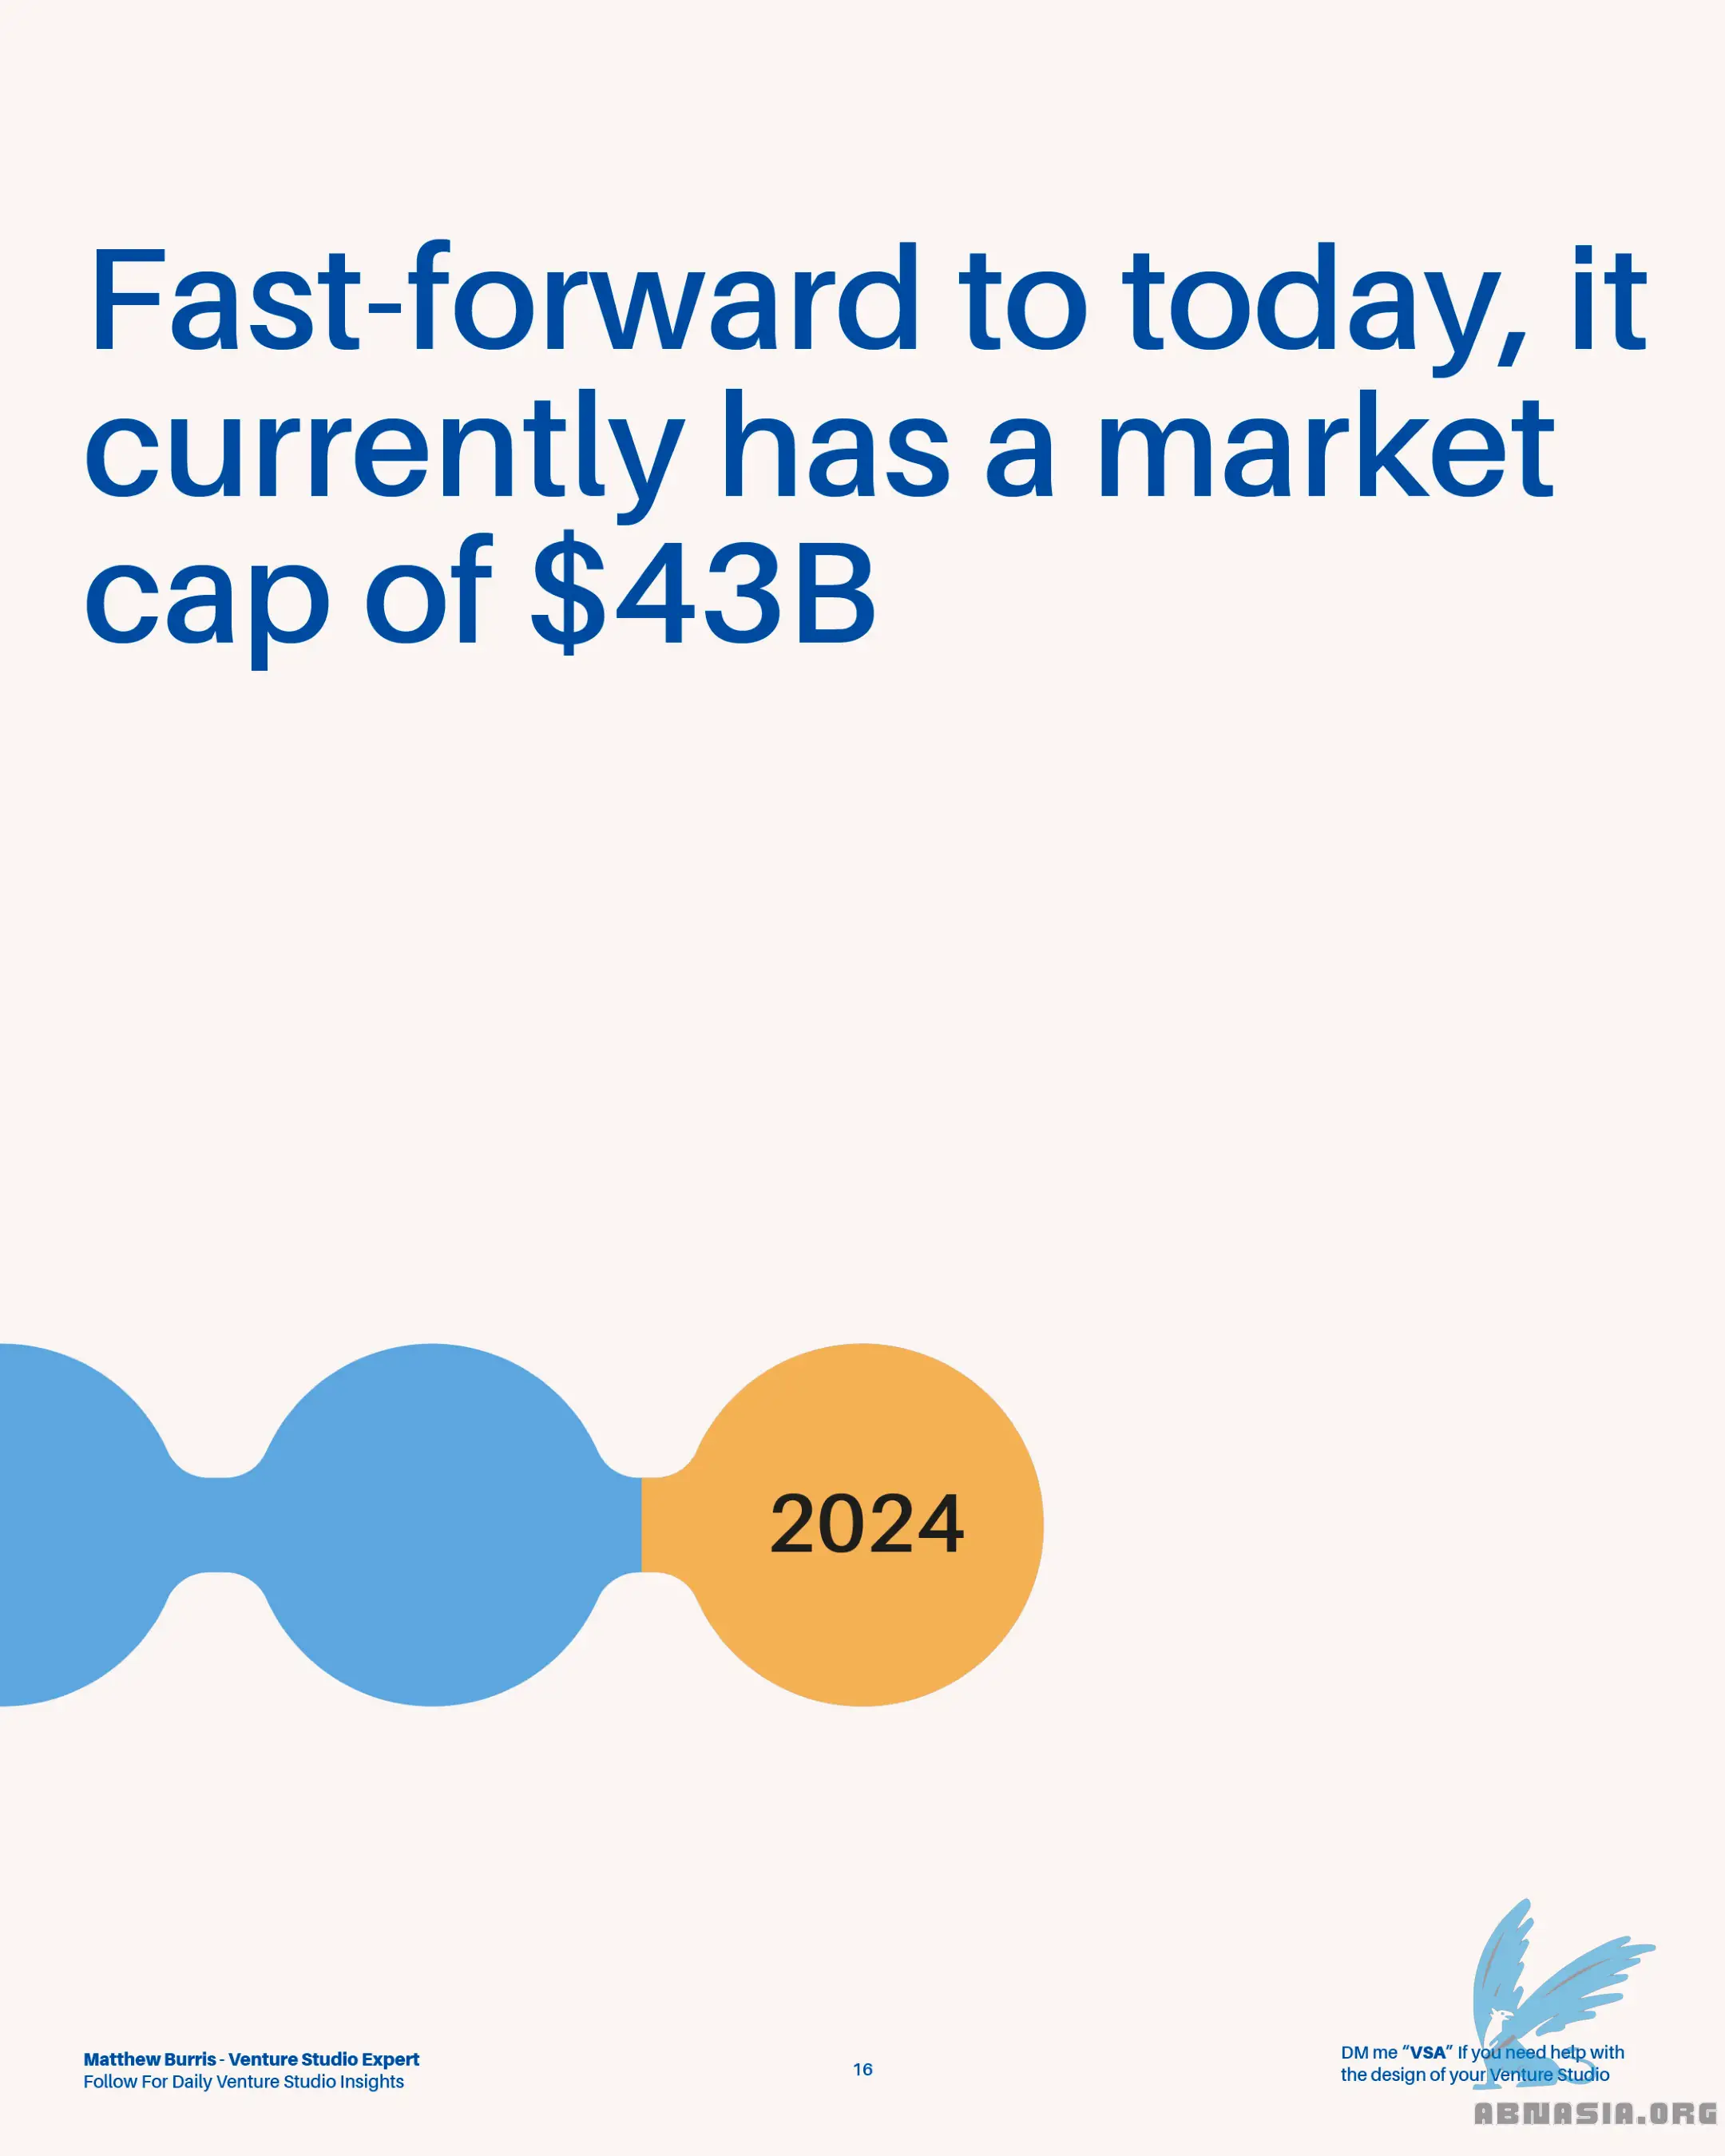 Fast-forward to today, it
currently has a market
cap of $43B
2024
Matthew Burris - Venture Studio Expert
Follow For Daily Venture Studio Insights
16
DM me “VSA” If you need help with
the design of your Venture Studio
ABNASIA.ORG